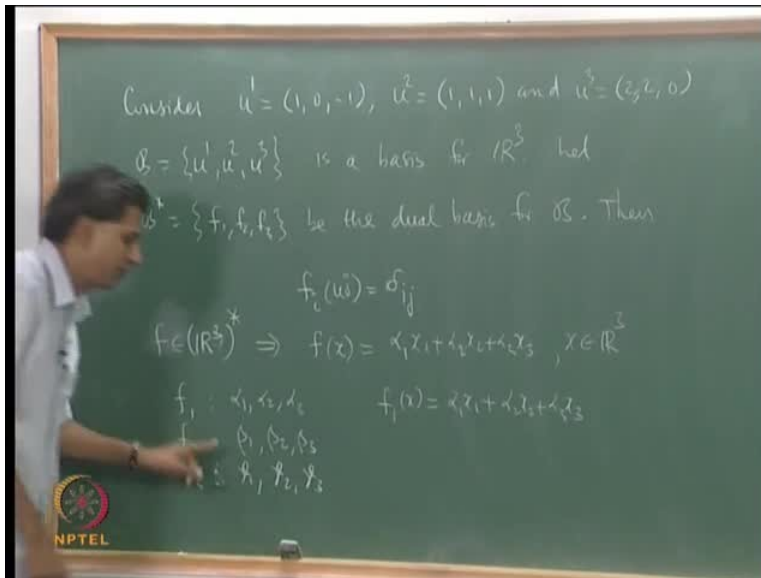 Consider u¹ = (1, 0, -1), u² = (1, 1, 1) and u³ = (2, 2, 0)
B = {u¹, u², u³} is a basis for ℝ³. Let
B* = {f₁, f₂, f₃} be the dual basis for B. Then
fᵢ(uʲ) = δᵢⱼ
f ∈ (ℝ³)* ⇒ f(x) = α₁x₁ + α₂x₂ + α₃x₃, x ∈ ℝ³
f₁ : α₁, α₂, α₃ f₁(x) = α₁x₁ + α₂x₂ + α₃x₃
f : β₁, β₂, β₃
: γ₁, γ₂, γ₃
NPTEL